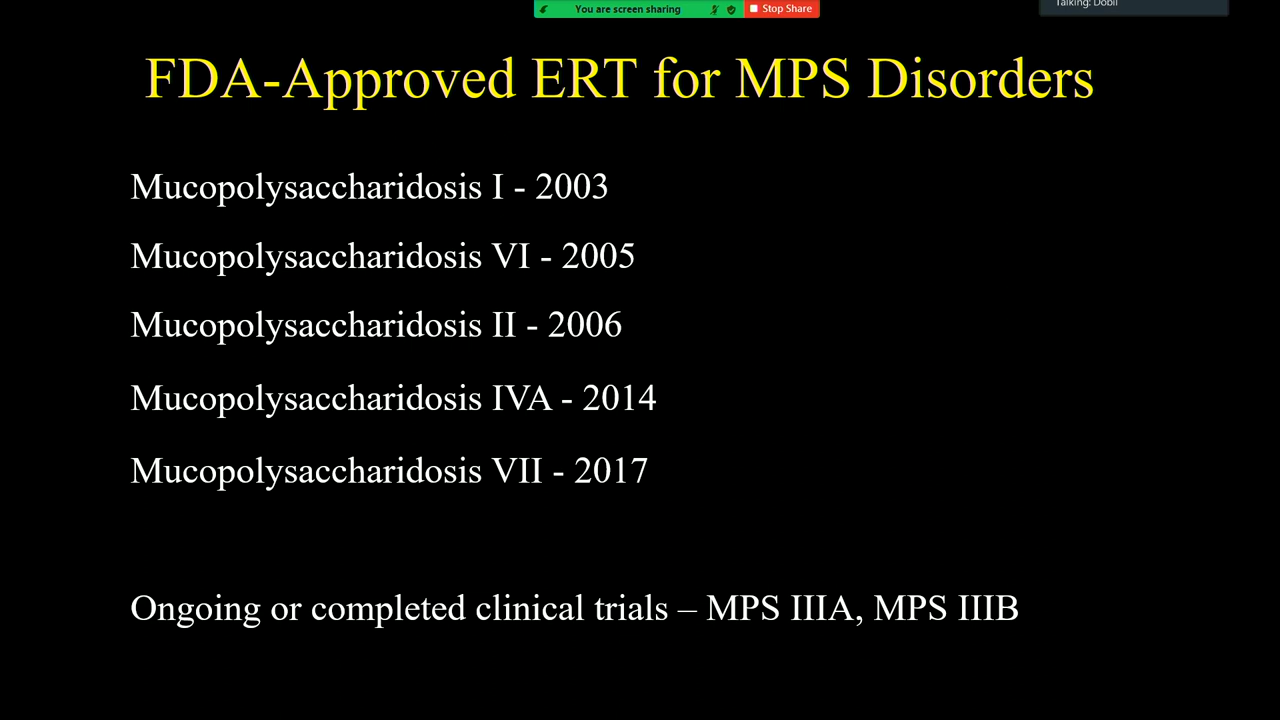 You are screen sharing
Stop Share
Talking:
FDA-Approved ERT for MPS Disorders
Mucopolysaccharidosis I - 2003
Mucopolysaccharidosis VI - 2005
Mucopolysaccharidosis II - 2006
Mucopolysaccharidosis IVA - 2014
Mucopolysaccharidosis VII - 2017
Ongoing or completed clinical trials – MPS IIIA, MPS IIIB